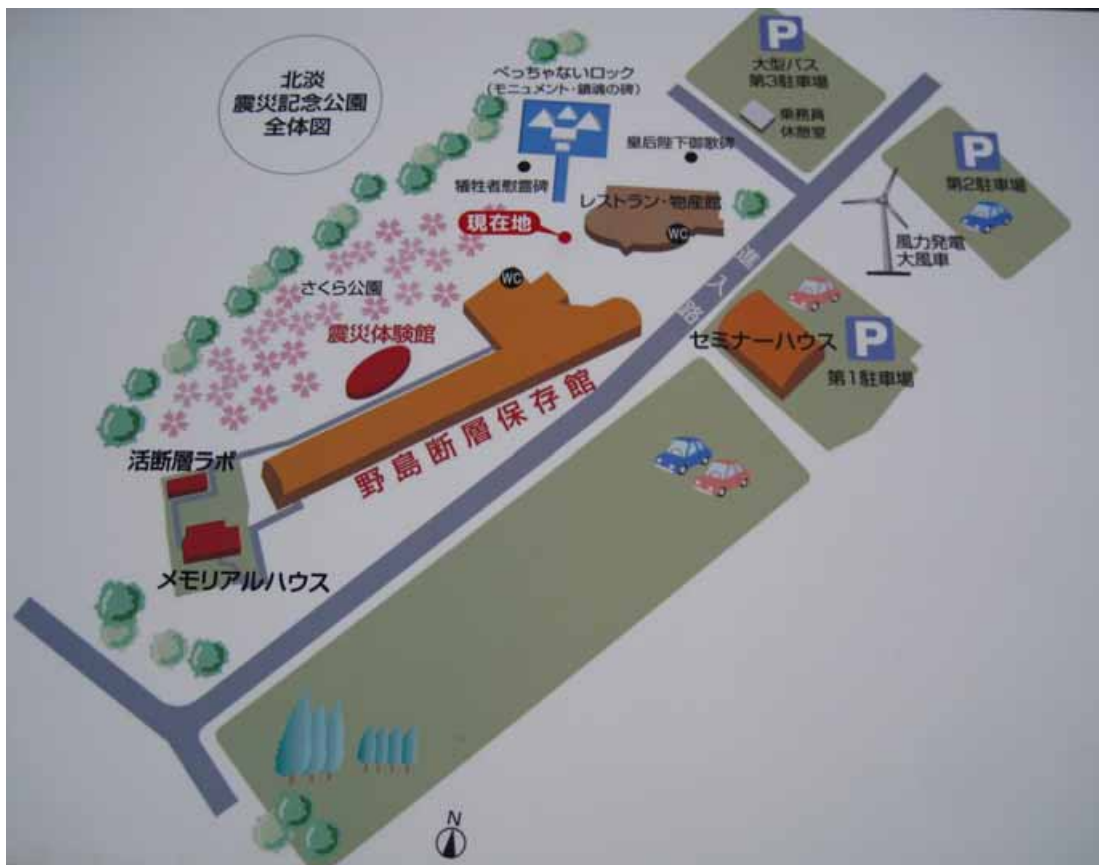 北淡
震災記念公園
全体図
べっちゃないロック
(モニュメント・鎮魂の碑)
犠牲者慰霊碑
皇后陛下御歌碑
P
大型バス
第3駐車場
乗務員
休憩室
P
第2駐車場
風力発電
大風車
レストラン・物産館
WC
現在地
進入路
さくら公園
WC
震災体験館
セミナーハウス
P
第1駐車場
野島断層保存館
活断層ラボ
メモリアルハウス
N